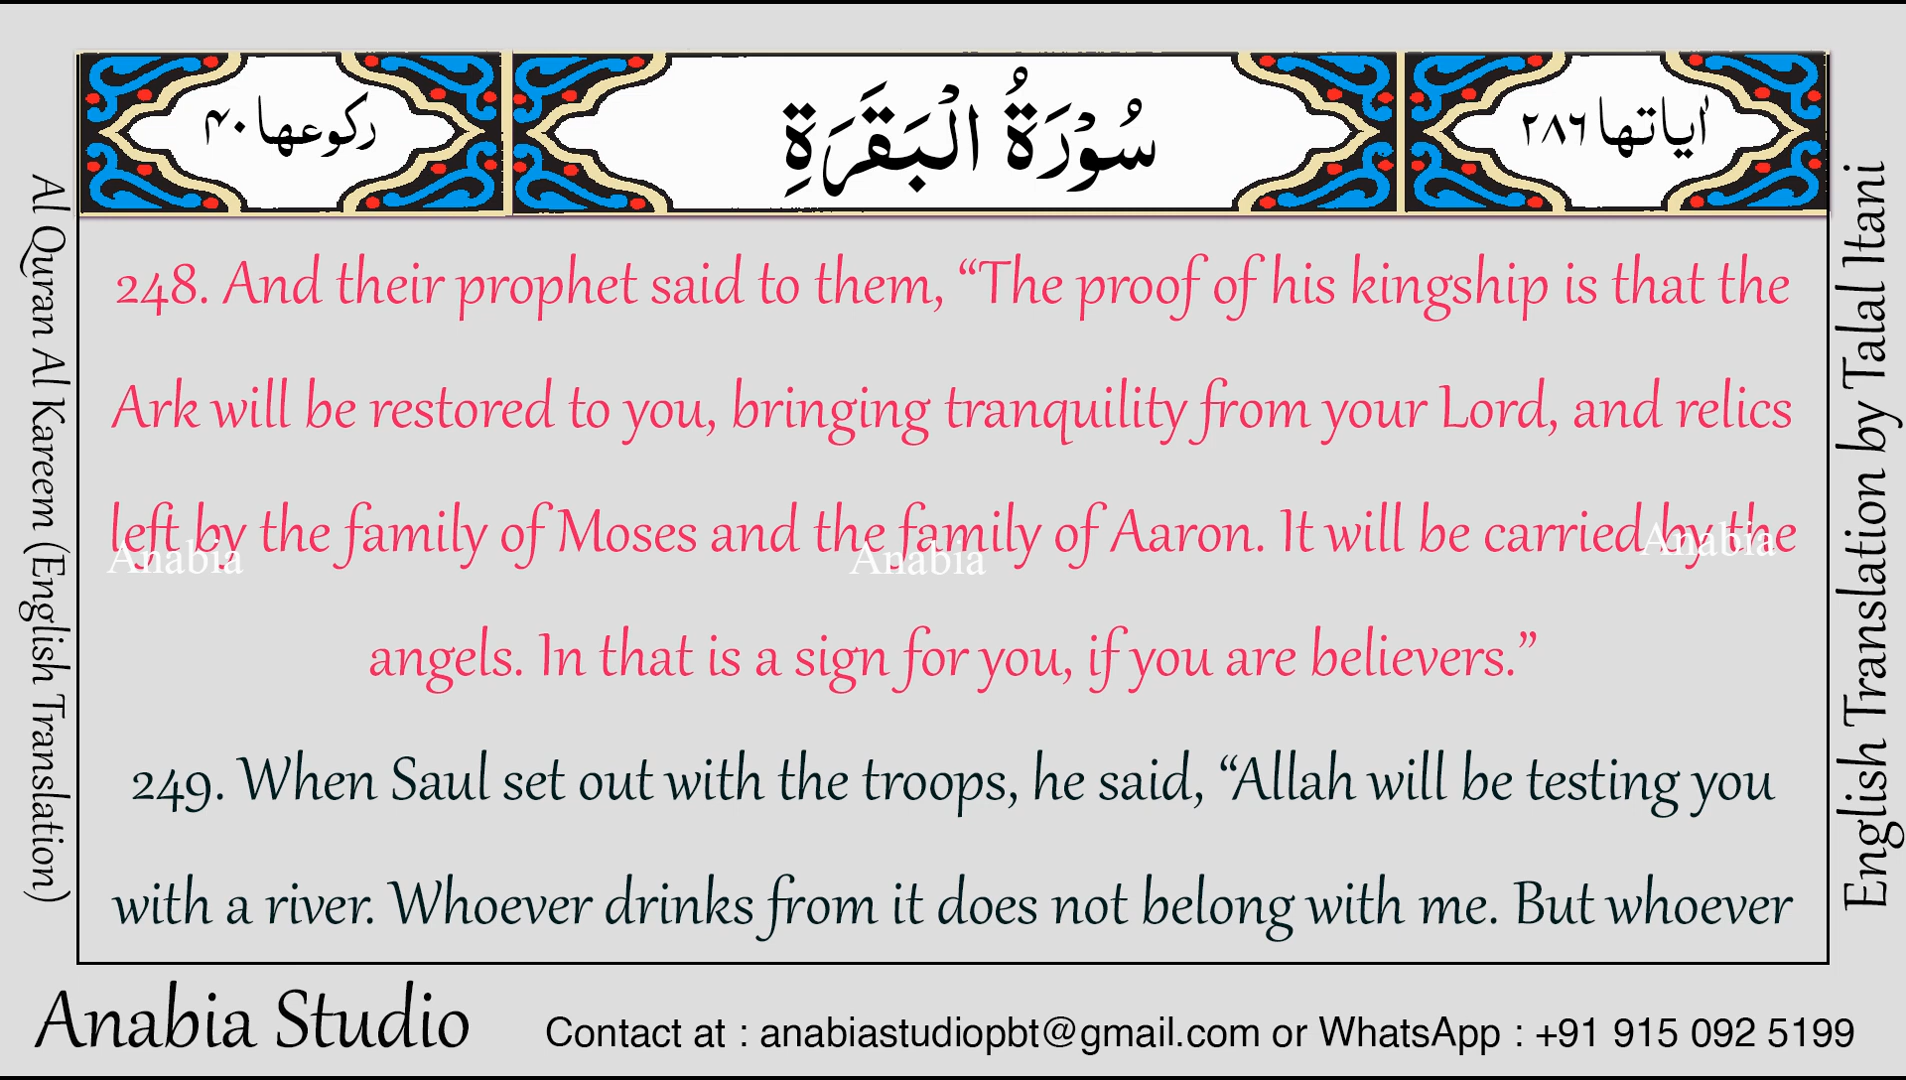 اٰیاتها ٢٨٦
سُوْرَةُ الْبَقَرَةِ
رکوعها ۴۰
Al Quran Al Kareem (English Translation)
248. And their prophet said to them, “The proof of his kingship is that the
Ark will be restored to you, bringing tranquility from your Lord, and relics
left by the family of Moses and the family of Aaron. It will be carried by the
Anabia Anabia Anabia
angels. In that is a sign for you, if you are believers.”
249. When Saul set out with the troops, he said, “Allah will be testing you
with a river. Whoever drinks from it does not belong with me. But whoever
English Translation by Talal Itani
Anabia Studio
Contact at : anabiastudiopbt@gmail.com or WhatsApp : +91 915 092 5199